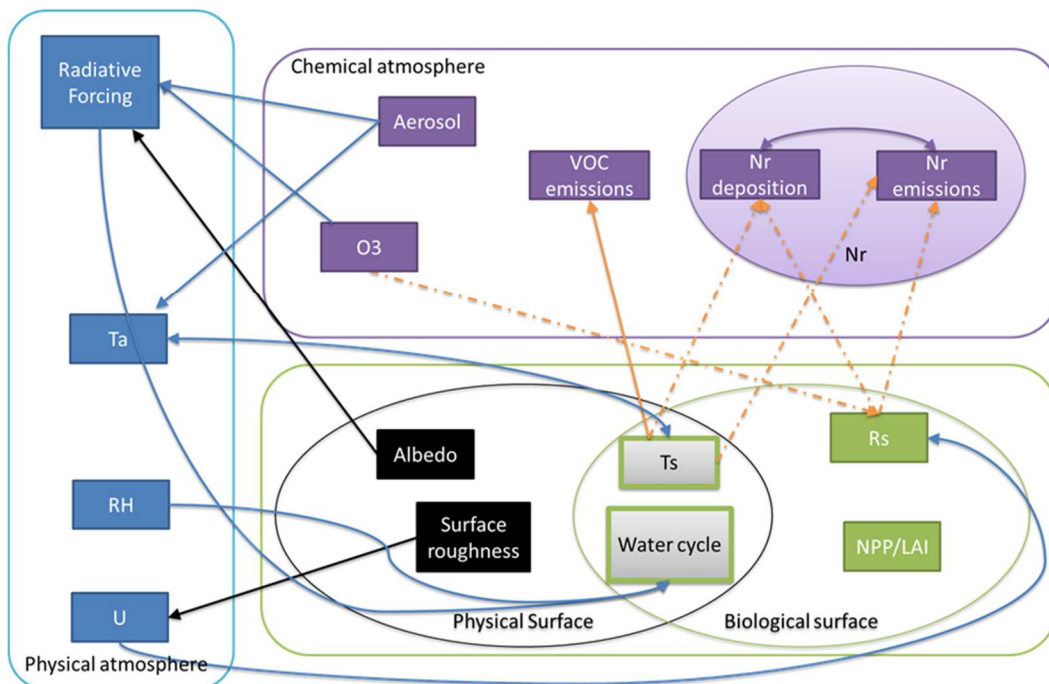 Radiative
Forcing
Chemical atmosphere
Aerosol
VOC
emissions
Nr
deposition
Nr
emissions
O3
Nr
Ta
Albedo
Ts
Rs
RH
Surface
roughness
Water cycle
NPP/LAI
U
Physical Surface
Biological surface
Physical atmosphere